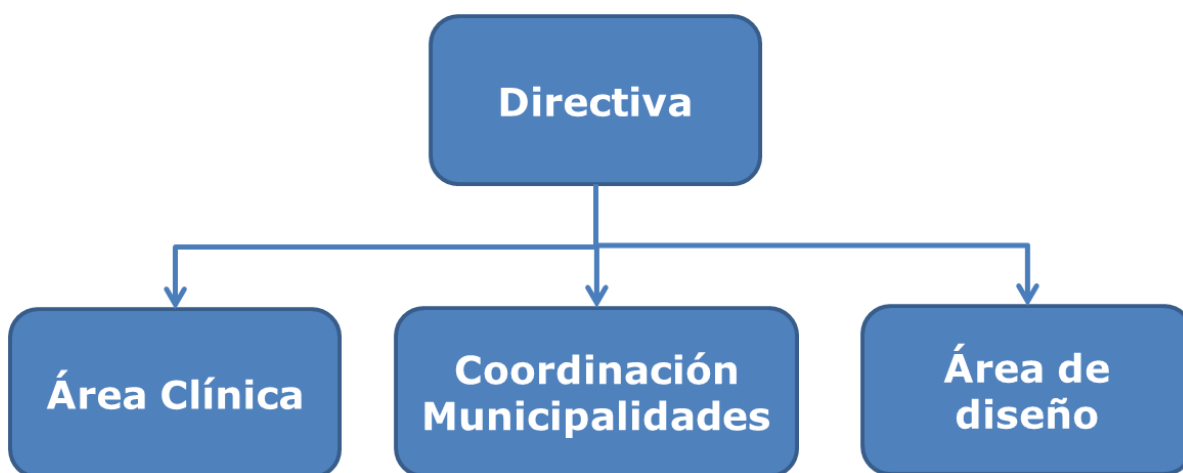 Directiva
Área Clínica
Coordinación
Municipalidades
Área de
diseño